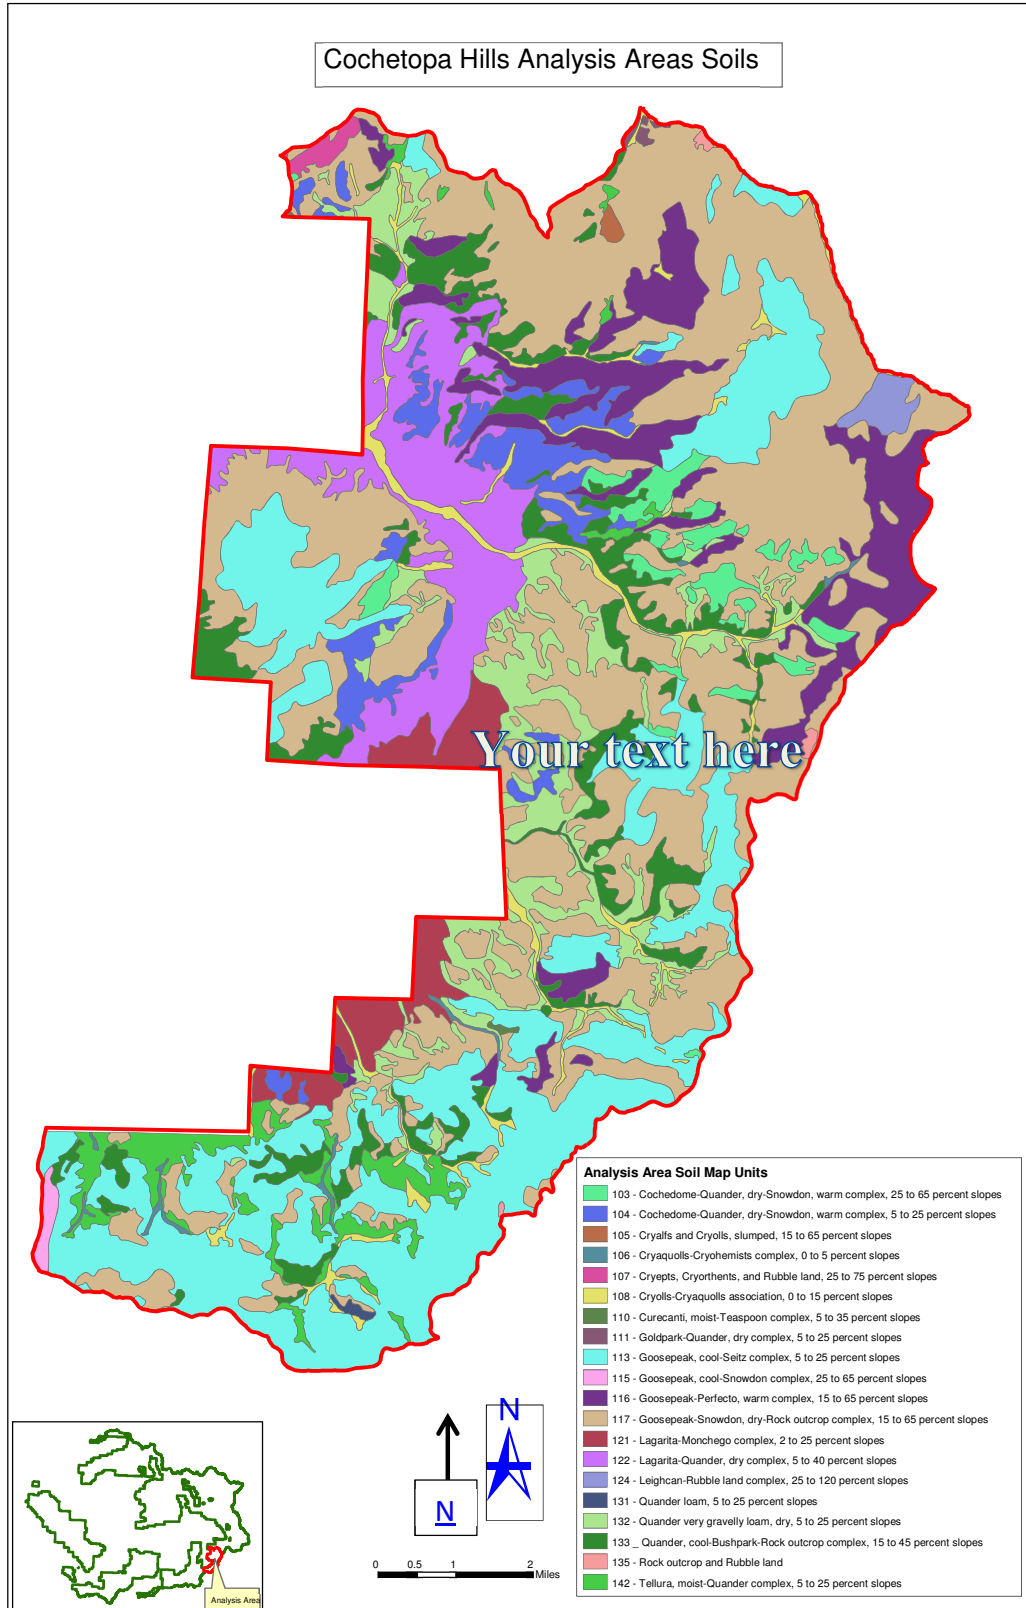 Cochetopa Hills Analysis Areas Soils
Your text here
Analysis Area Soil Map Units
103 - Cochedome-Quander, dry-Snowdon, warm complex, 25 to 65 percent slopes
104 - Cochedome-Quander, dry-Snowdon, warm complex, 5 to 25 percent slopes
105 - Cryalfs and Cryolls, slumped, 15 to 65 percent slopes
106 - Cryaquolls-Cryohemists complex, 0 to 5 percent slopes
107 - Cryepts, Cryorthents, and Rubble land, 25 to 75 percent slopes
108 - Cryolls-Cryaquolls association, 0 to 15 percent slopes
110 - Curecanti, moist-Teaspoon complex, 5 to 35 percent slopes
111 - Goldpark-Quander, dry complex, 5 to 25 percent slopes
113 - Goosepeak, cool-Seitz complex, 5 to 25 percent slopes
115 - Goosepeak, cool-Snowdon complex, 25 to 65 percent slopes
116 - Goosepeak-Perfecto, warm complex, 15 to 65 percent slopes
117 - Goosepeak-Snowdon, dry-Rock outcrop complex, 15 to 65 percent slopes
121 - Lagarita-Monchego complex, 2 to 25 percent slopes
122 - Lagarita-Quander, dry complex, 5 to 40 percent slopes
124 - Leighcan-Rubble land complex, 25 to 120 percent slopes
131 - Quander loam, 5 to 25 percent slopes
132 - Quander very gravelly loam, dry, 5 to 25 percent slopes
133 _ Quander, cool-Bushpark-Rock outcrop complex, 15 to 45 percent slopes
135 - Rock outcrop and Rubble land
142 - Tellura, moist-Quander complex, 5 to 25 percent slopes
N
N
0 0.5 1 2
Miles
Analysis Area